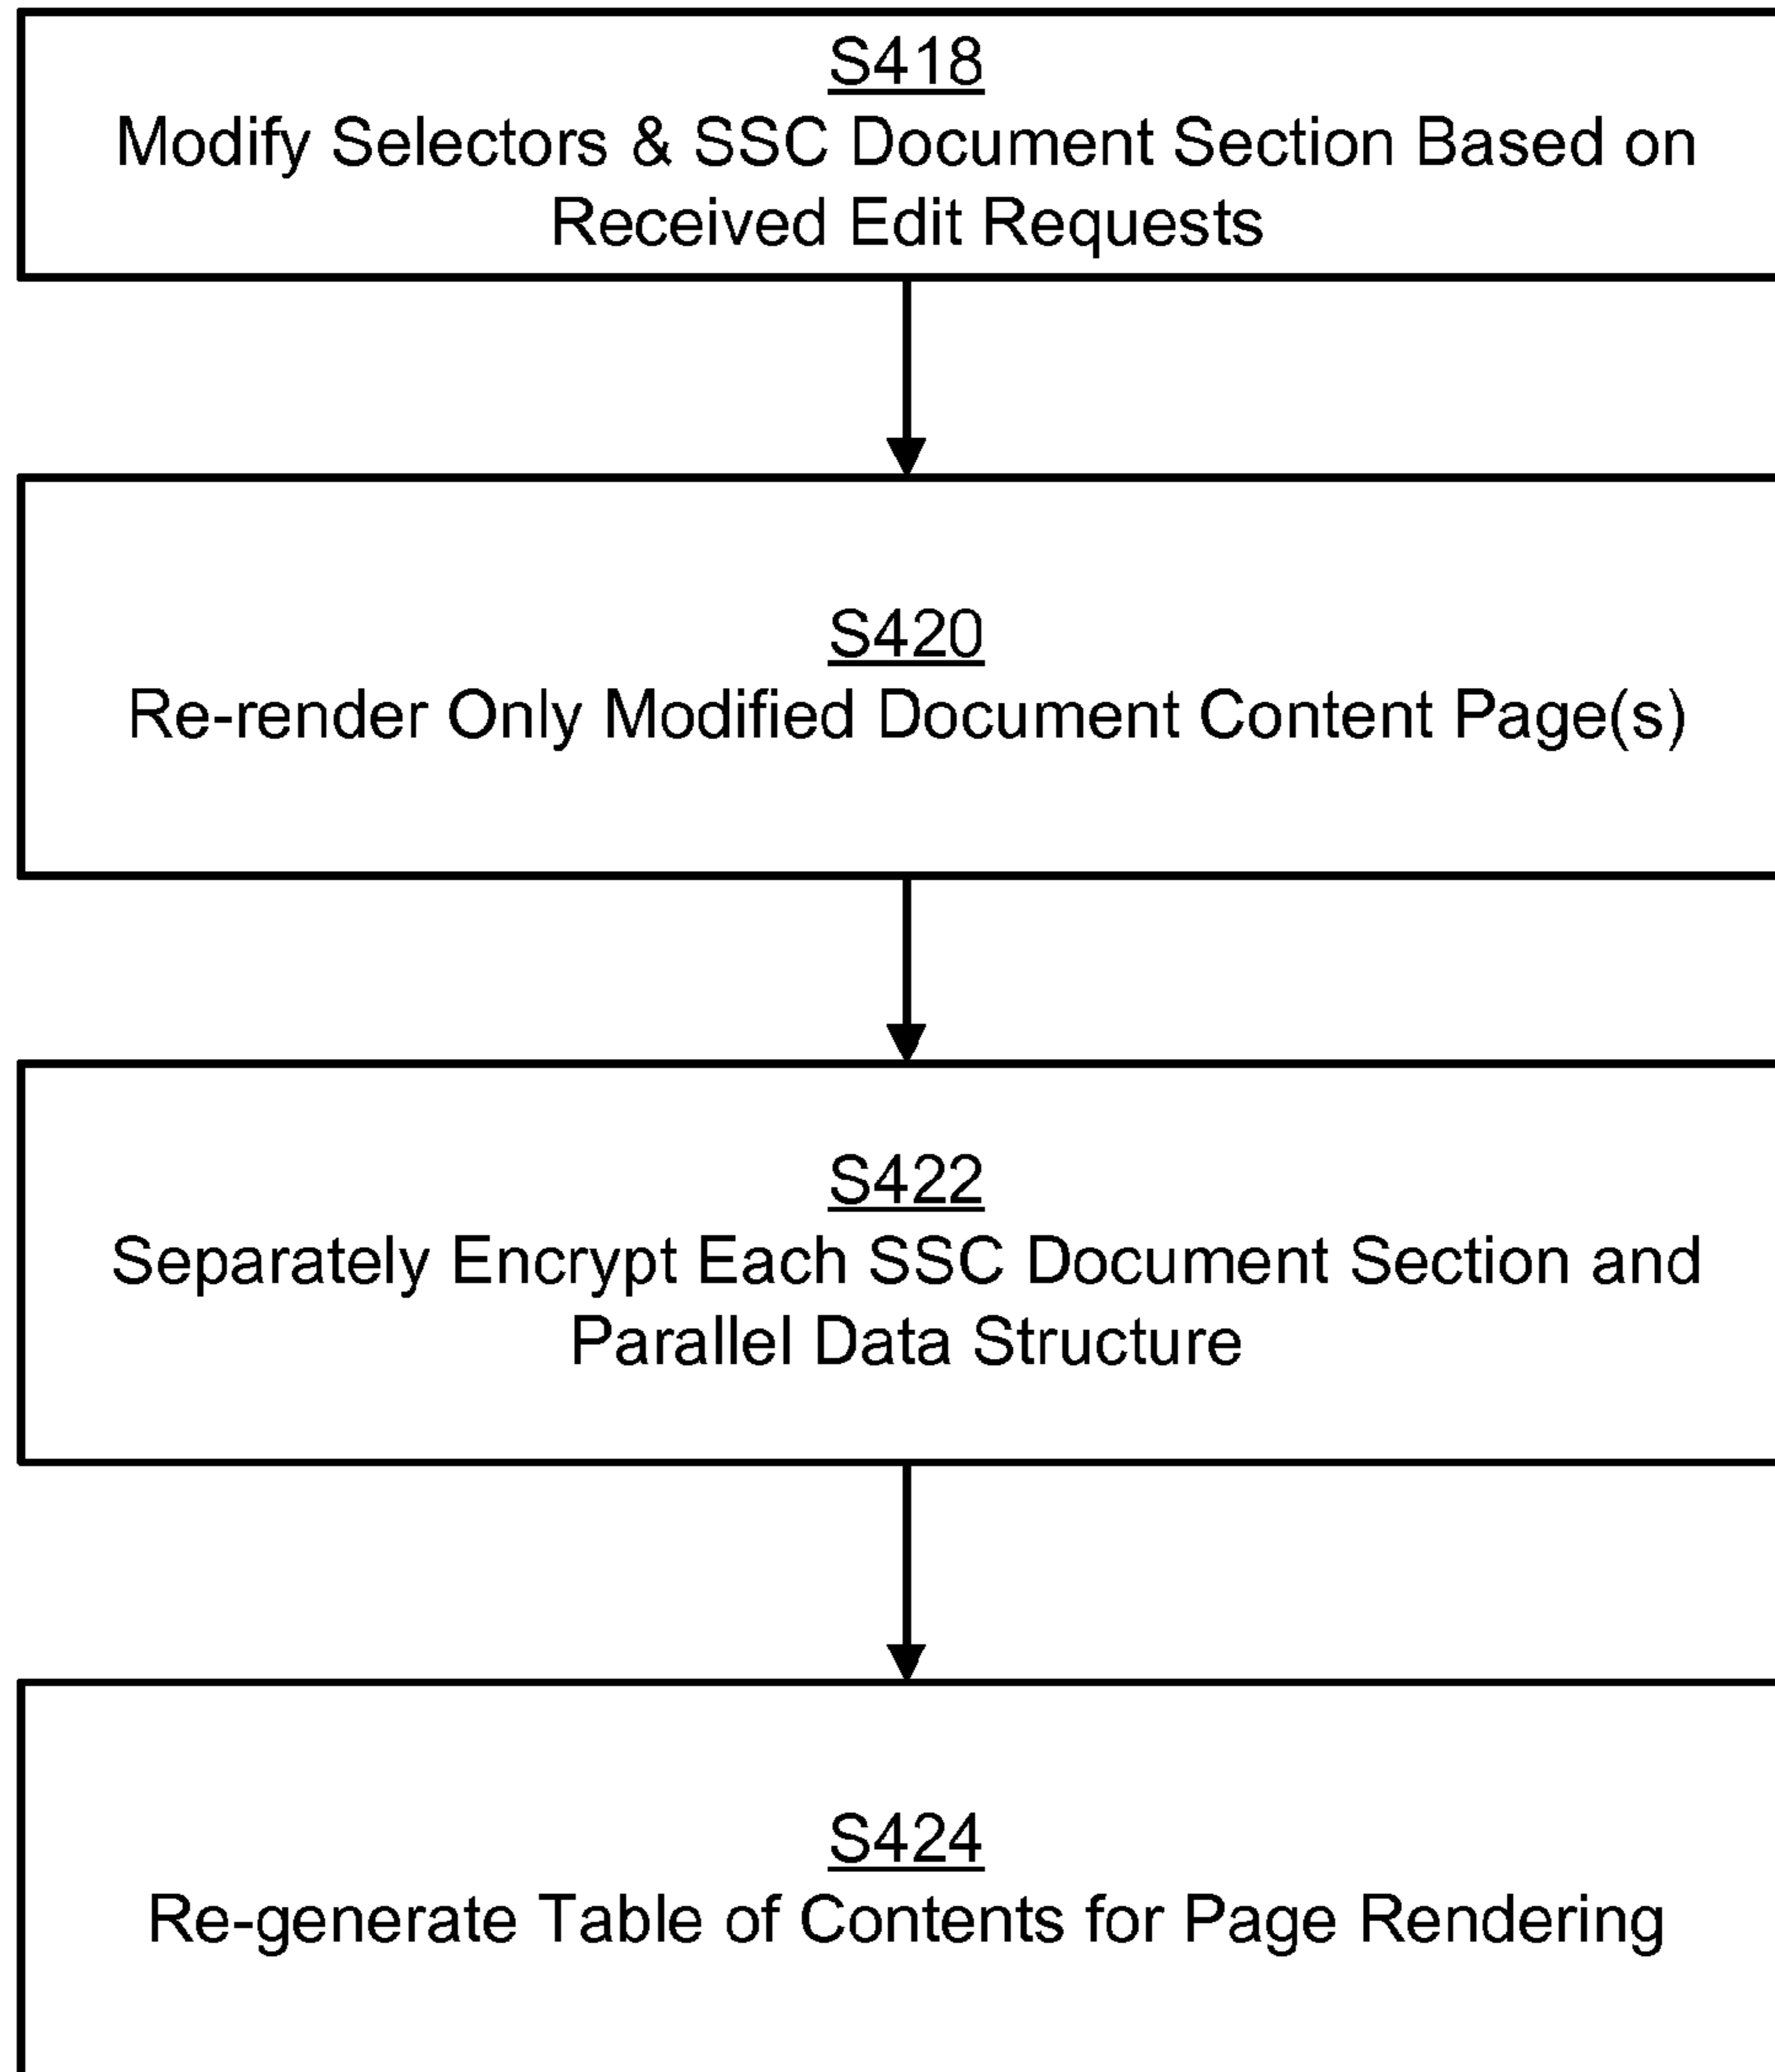 S418
Modify Selectors & SSC Document Section Based on
Received Edit Requests
S420
Re-render Only Modified Document Content Page(s)
S422
Separately Encrypt Each SSC Document Section and
Parallel Data Structure
S424
Re-generate Table of Contents for Page Rendering